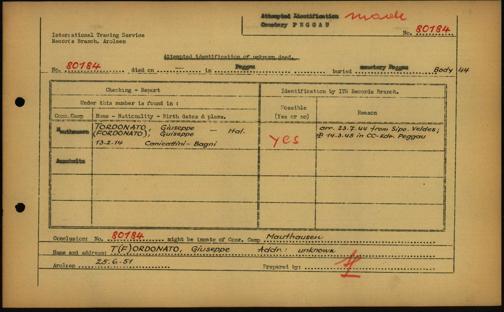 Attempted Identification made
Cemetery PEGGAU
No. 80184
International Tracing Service
Records Branch, Arolsen
Attempted identification of unknown dead.
No. 80184 died on in Peggau buried cemetery Peggau Body 44
Checking - Report
Identification by ITS Records Branch.
Under this number is found in :
Possible
(Yes or no)
Reason
Conc.Camp Name - Nationality - Birth dates & place.
Mauthausen TORDONATO, Giuseppe - Ital.
(FORDONATO), Guiseppe
13-2-14 Canicattini-Bagni
yes
arr. 23.7.44 from Sipo. Veldes;
14.3.45 in CC-Kdr. Peggau
Auschwitz
Conclusion: No. 80184 might be inmate of Conc. Camp Mauthausen
Name and address: T(F)ORDONATO, Giuseppe Addr: unknown
Arolsen 25.6.51 Prepared by: